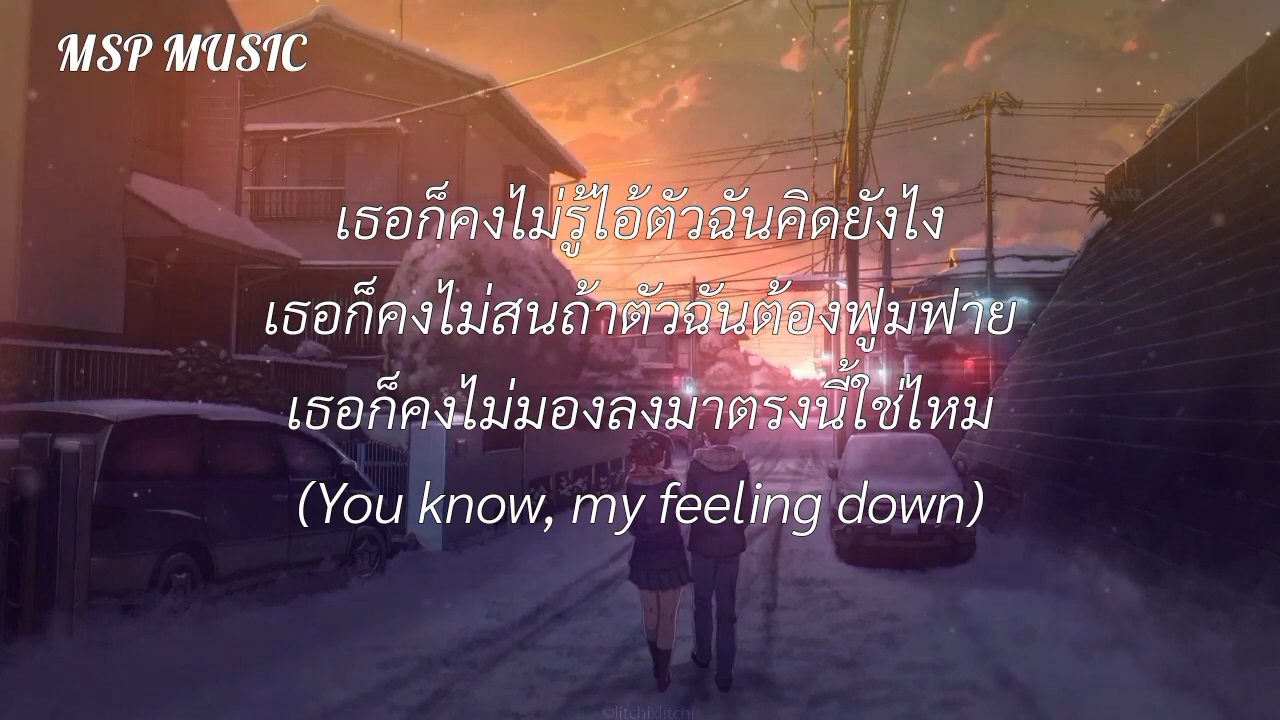 MSP MUSIC
เธอก็คงไม่รู้ไอ้ตัวฉันคิดยังไง
เธอก็คงไม่สนถ้าตัวฉันต้องฟูมฟาย
เธอก็คงไม่มองลงมาตรงนี้ใช่ไหม
(You know, my feeling down)
©litchixlitchi